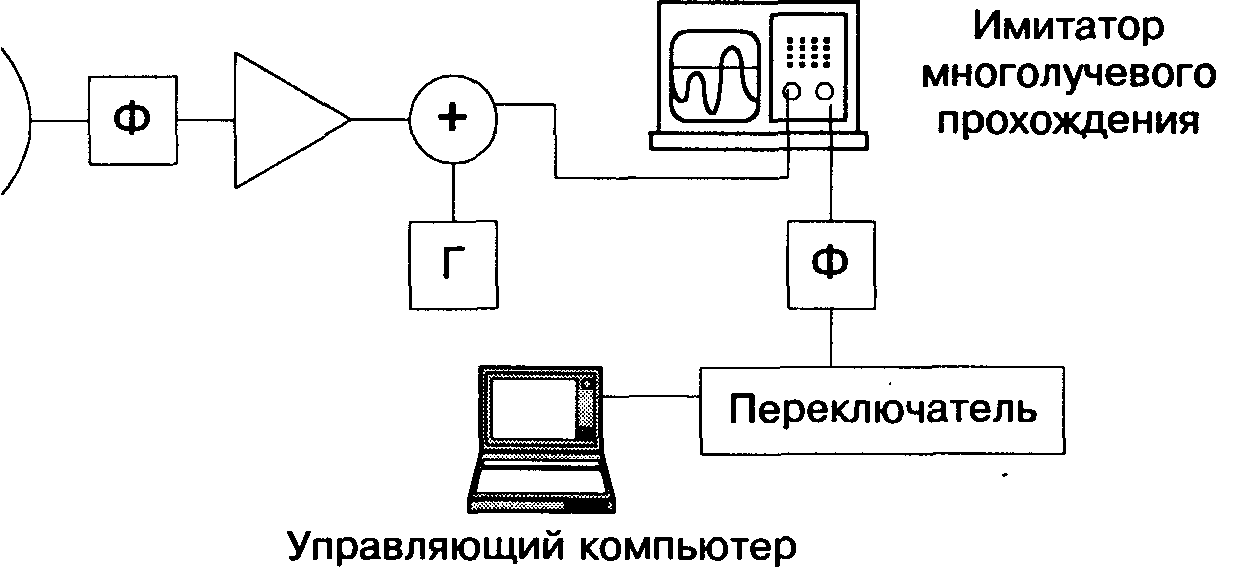 Имитатор
многолучевого
прохождения
Ф
+
Г
Ф
Переключатель
Управляющий компьютер